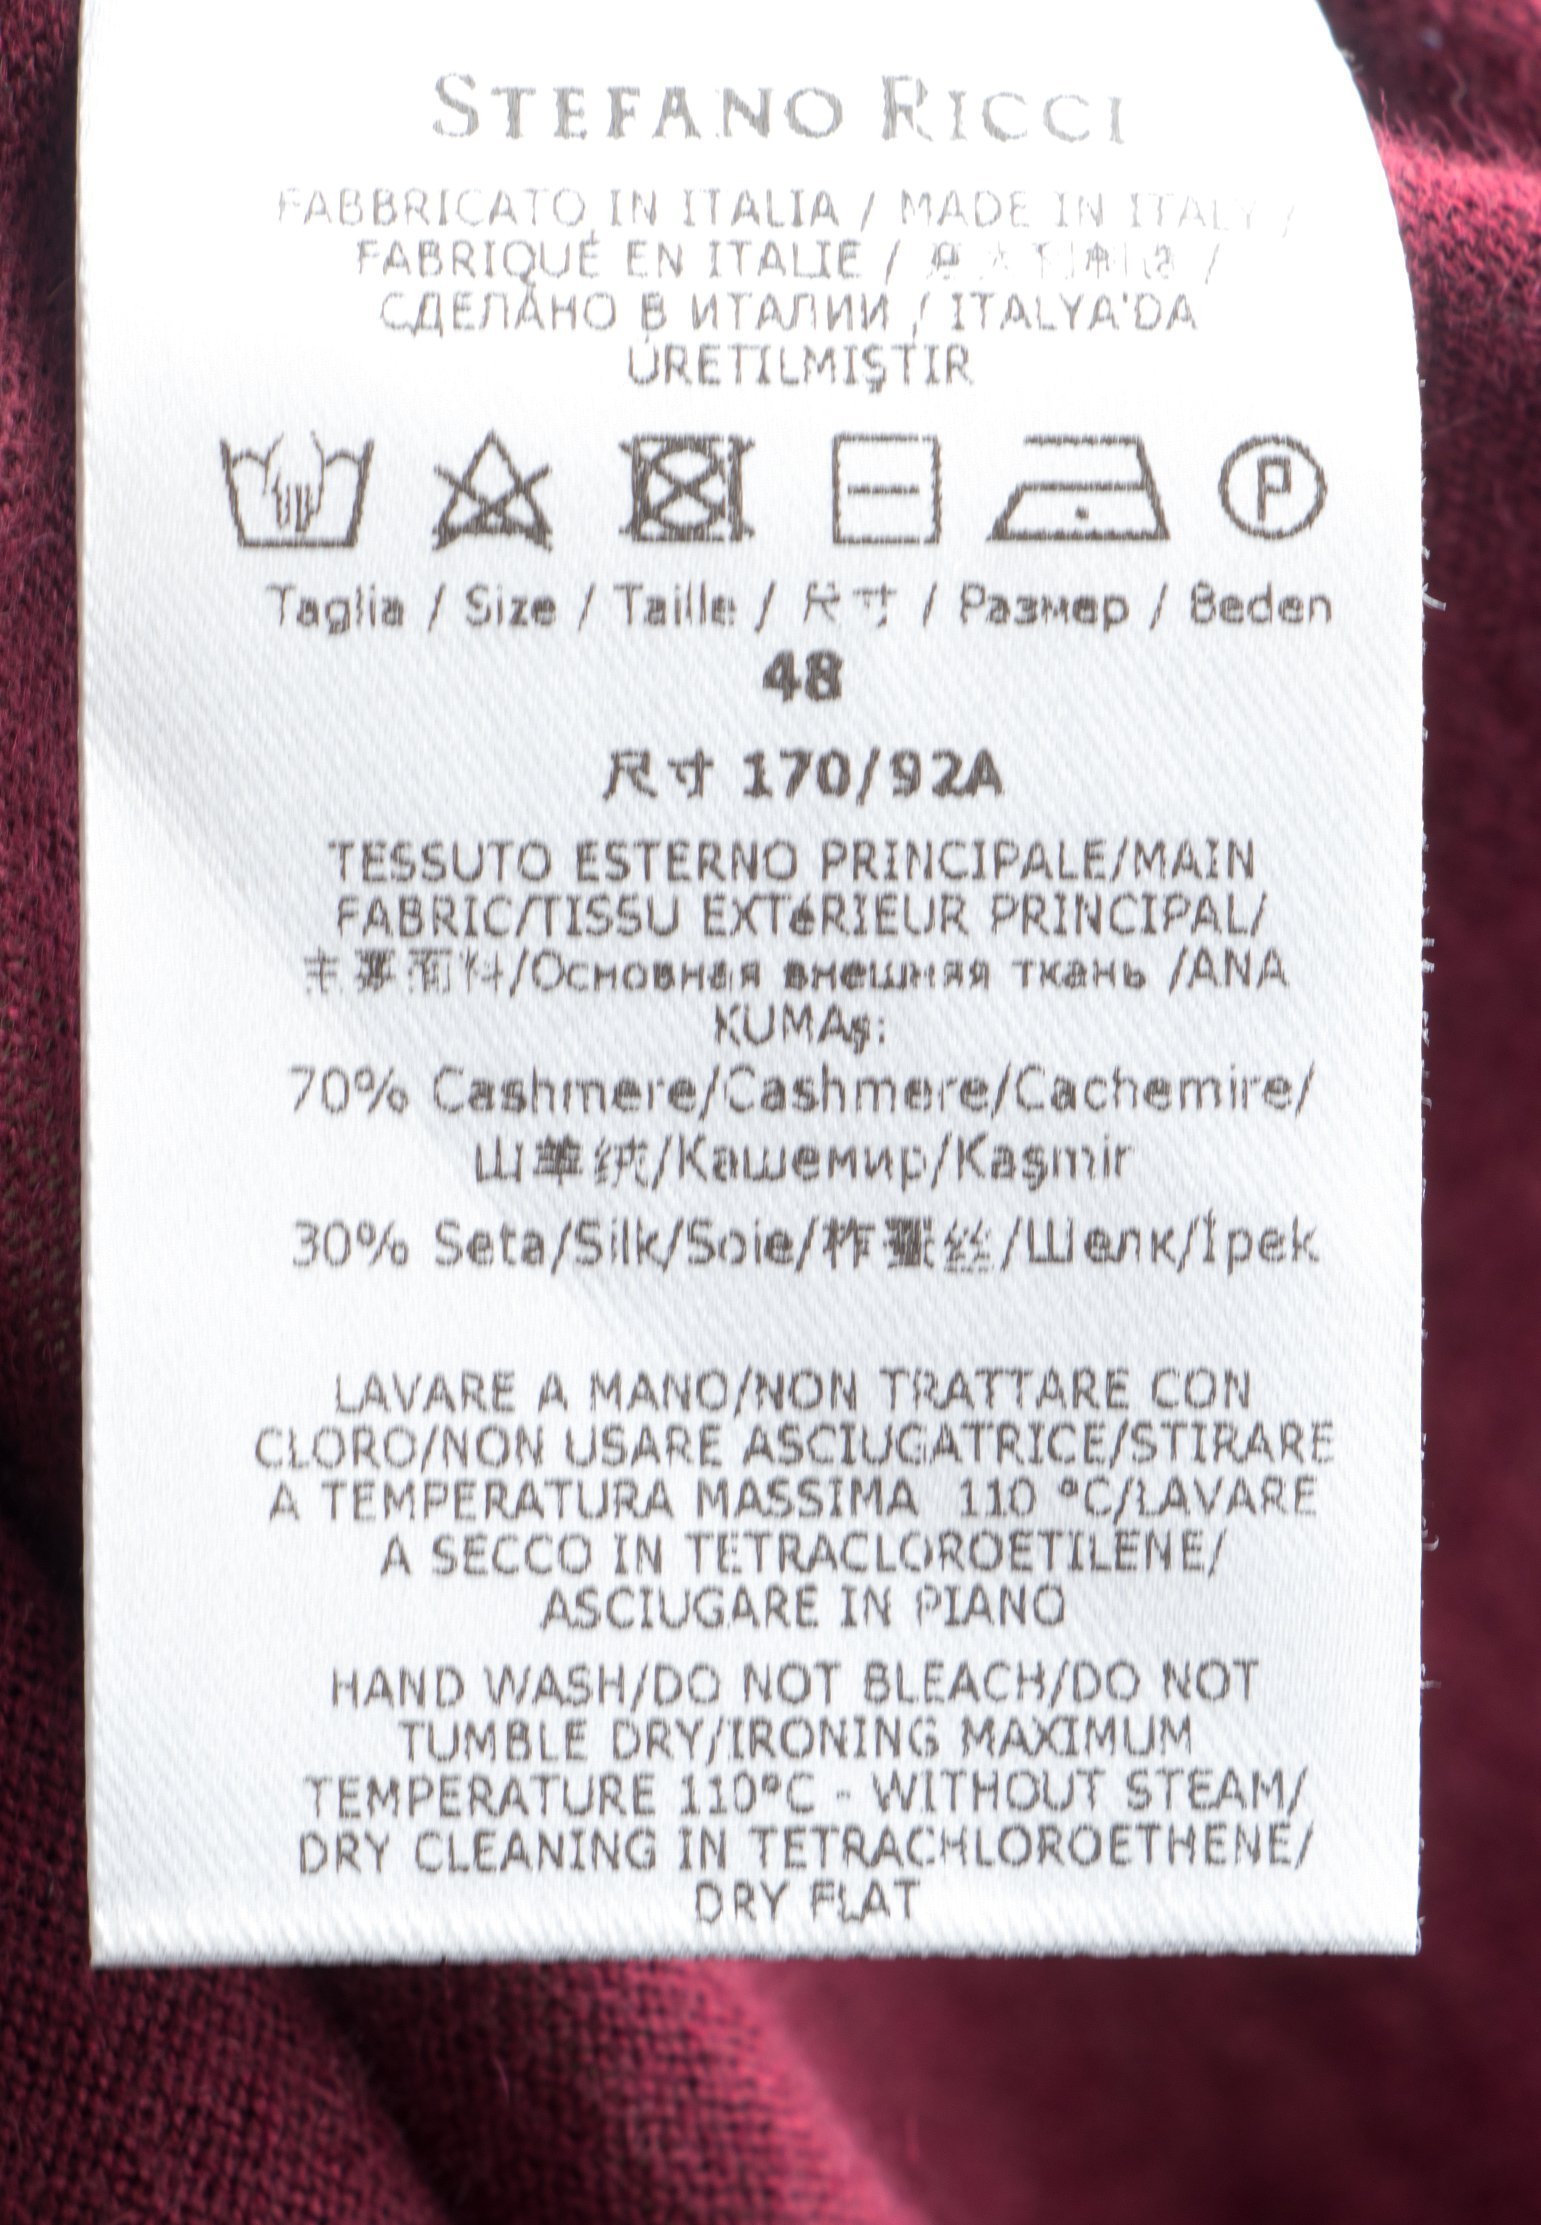 STEFANO RICCI
FABBRICATO IN ITALIA / MADE IN ITALY /
FABRIQUÉ EN ITALIE / /
СДЕЛАНО В ИТАЛИИ / ITALYA'DA
ÜRETILMIŞTIR
P
Taglia / Size / Taille / 尺寸 / Размер / Beden
48
尺寸 170/92A
TESSUTO ESTERNO PRINCIPALE/MAIN
FABRIC/TISSU EXTéRIEUR PRINCIPAL/
主要面料/Основная внешняя ткань /ANA
KUMAş:
70% Cashmere/Cashmere/Cachemire/
山羊绒/Кашемир/Kaşmir
30% Seta/Silk/Soie/柞蚕丝/Шелк/İpek
LAVARE A MANO/NON TRATTARE CON
CLORO/NON USARE ASCIUGATRICE/STIRARE
A TEMPERATURA MASSIMA 110 °C/LAVARE
A SECCO IN TETRACLOROETILENE/
ASCIUGARE IN PIANO
HAND WASH/DO NOT BLEACH/DO NOT
TUMBLE DRY/IRONING MAXIMUM
TEMPERATURE 110°C - WITHOUT STEAM/
DRY CLEANING IN TETRACHLOROETHENE/
DRY FLAT